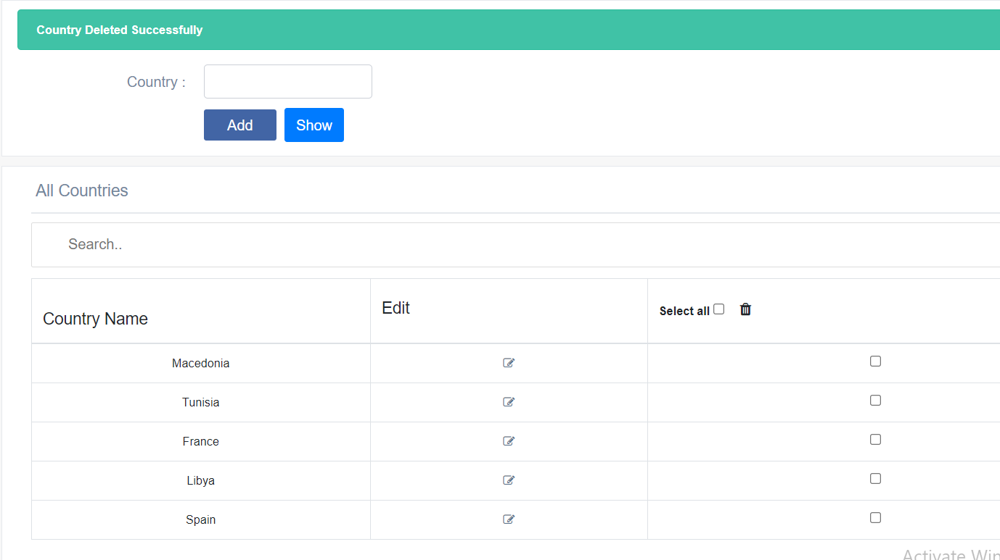 Country Deleted Successfully
Country :
Add Show
All Countries
Search..
Country Name Edit Select all
Macedonia
Tunisia
France
Libya
Spain
Activate